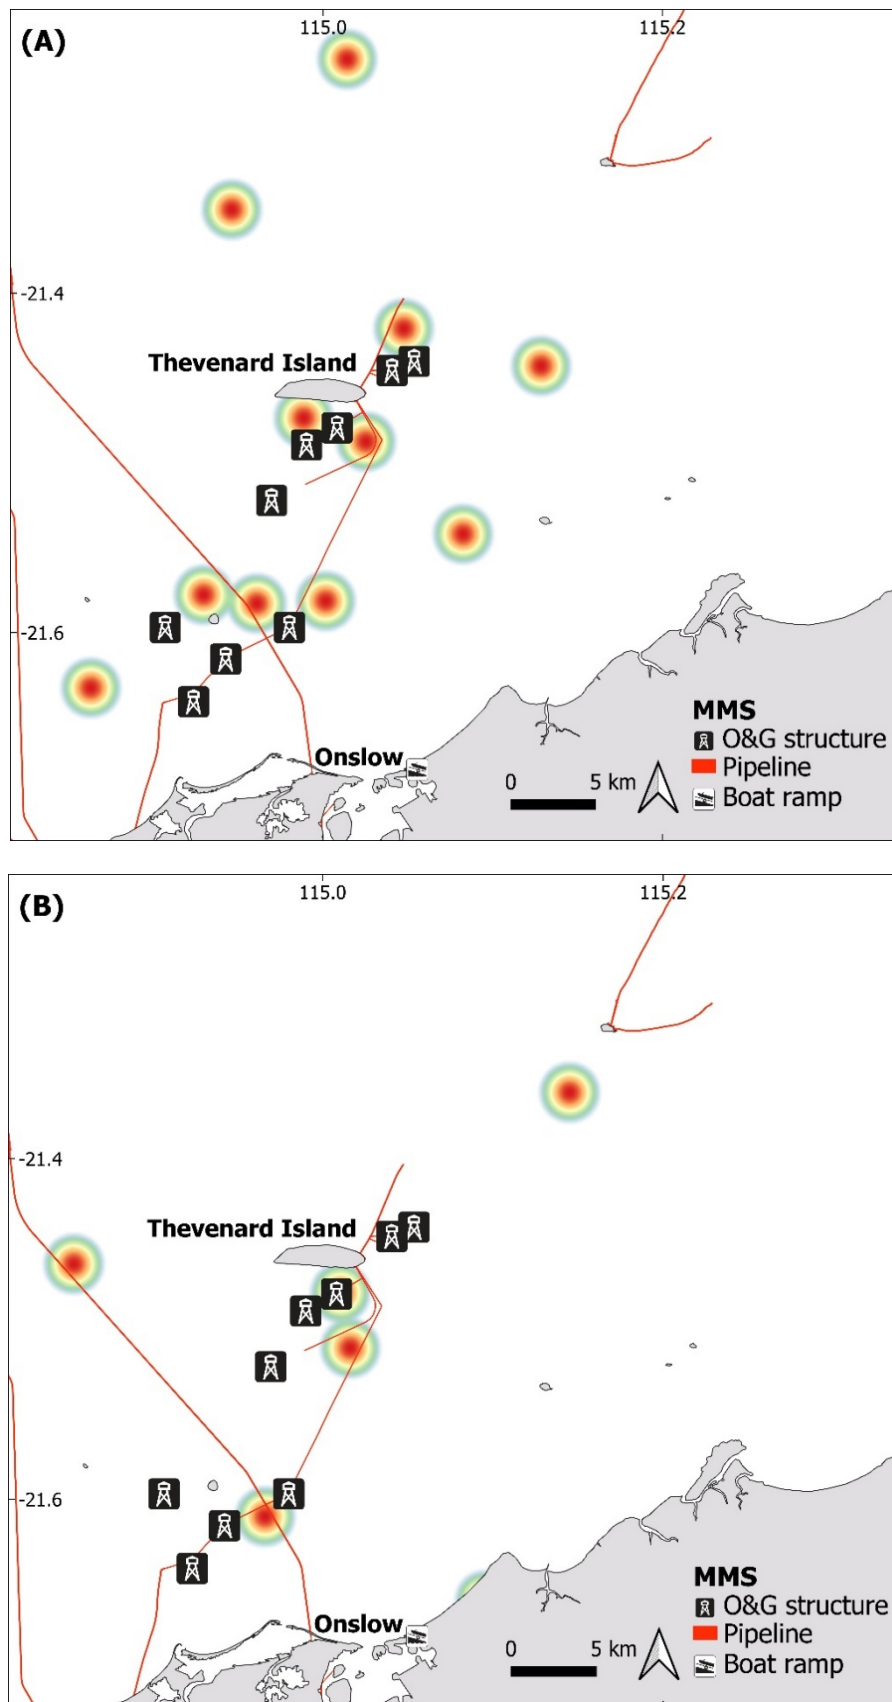 (A)
115.0
115.2
-21.4
Thevenard Island
-21.6
Onslow
MMS
O&G structure
Pipeline
Boat ramp
0 5 km
(B)
115.0
115.2
-21.4
Thevenard Island
-21.6
Onslow
MMS
O&G structure
Pipeline
Boat ramp
0 5 km